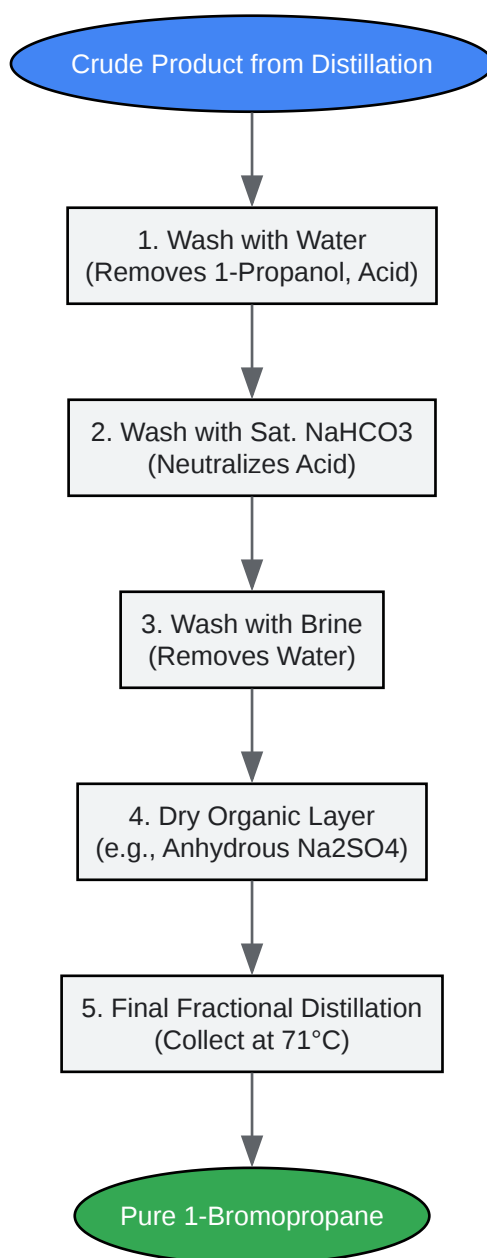 Crude Product from Distillation
1. Wash with Water
(Removes 1-Propanol, Acid)
2. Wash with Sat. NaHCO3
(Neutralizes Acid)
3. Wash with Brine
(Removes Water)
4. Dry Organic Layer
(e.g., Anhydrous Na2SO4)
5. Final Fractional Distillation
(Collect at 71°C)
Pure 1-Bromopropane